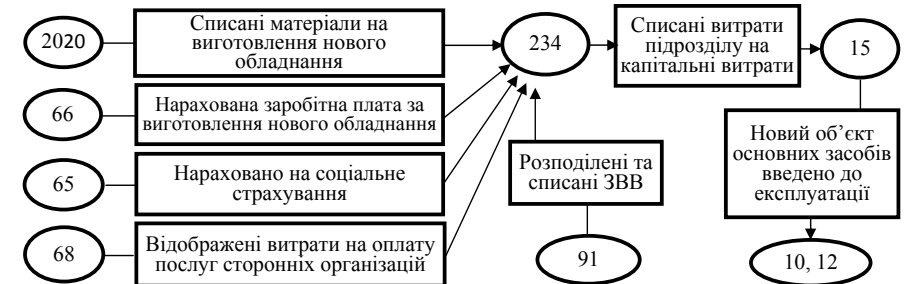 2020
Списані матеріали на
виготовлення нового
обладнання
234
Списані витрати
підрозділу на
капітальні витрати
15
66
Нарахована заробітна плата за
виготовлення нового обладнання
65
Нараховано на соціальне
страхування
68
Відображені витрати на оплату
послуг сторонніх організацій
Розподілені та
списані ЗВВ
91
Новий об’єкт
основних засобів
введено до
експлуатації
10, 12